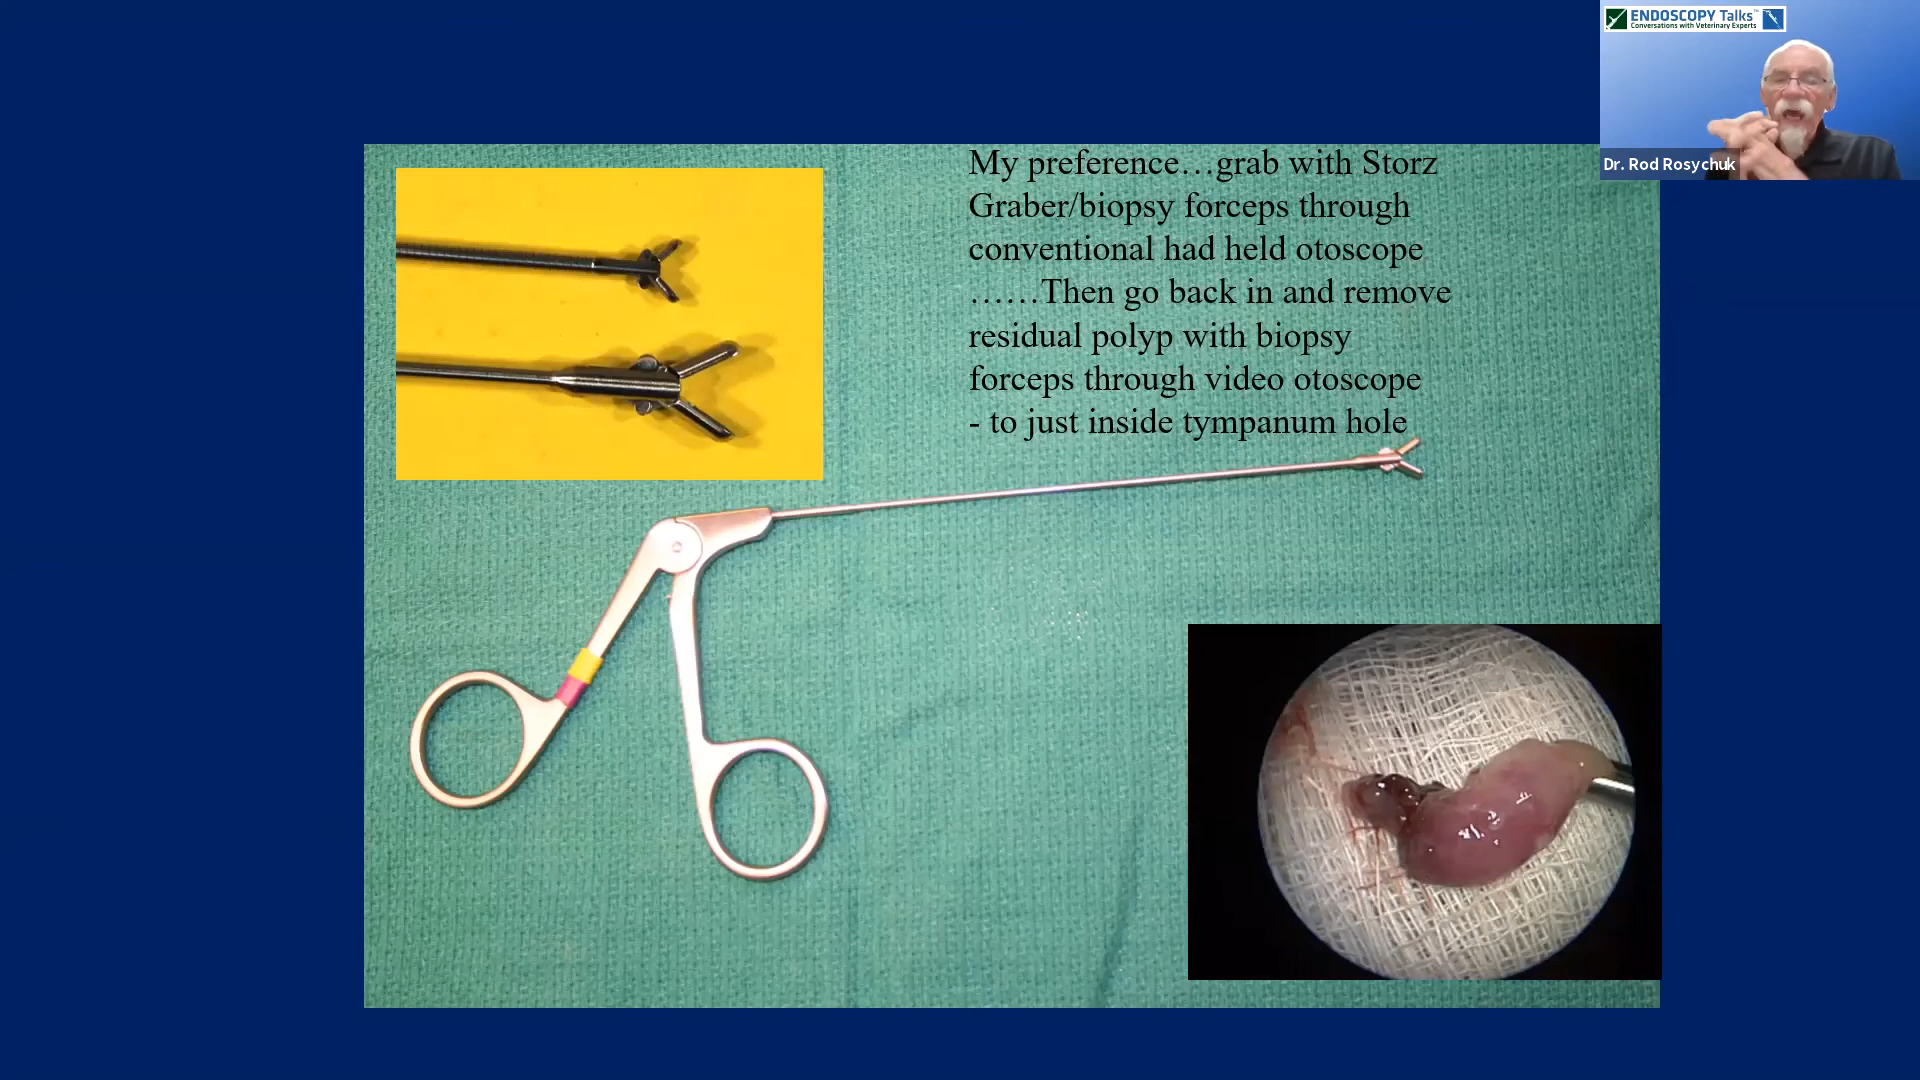 ENDOSCOPY Talks™
Conversations with Veterinary Experts
Dr. Rod Rosychuk
My preference…grab with Storz
Graber/biopsy forceps through
conventional had held otoscope
……Then go back in and remove
residual polyp with biopsy
forceps through video otoscope
- to just inside tympanum hole